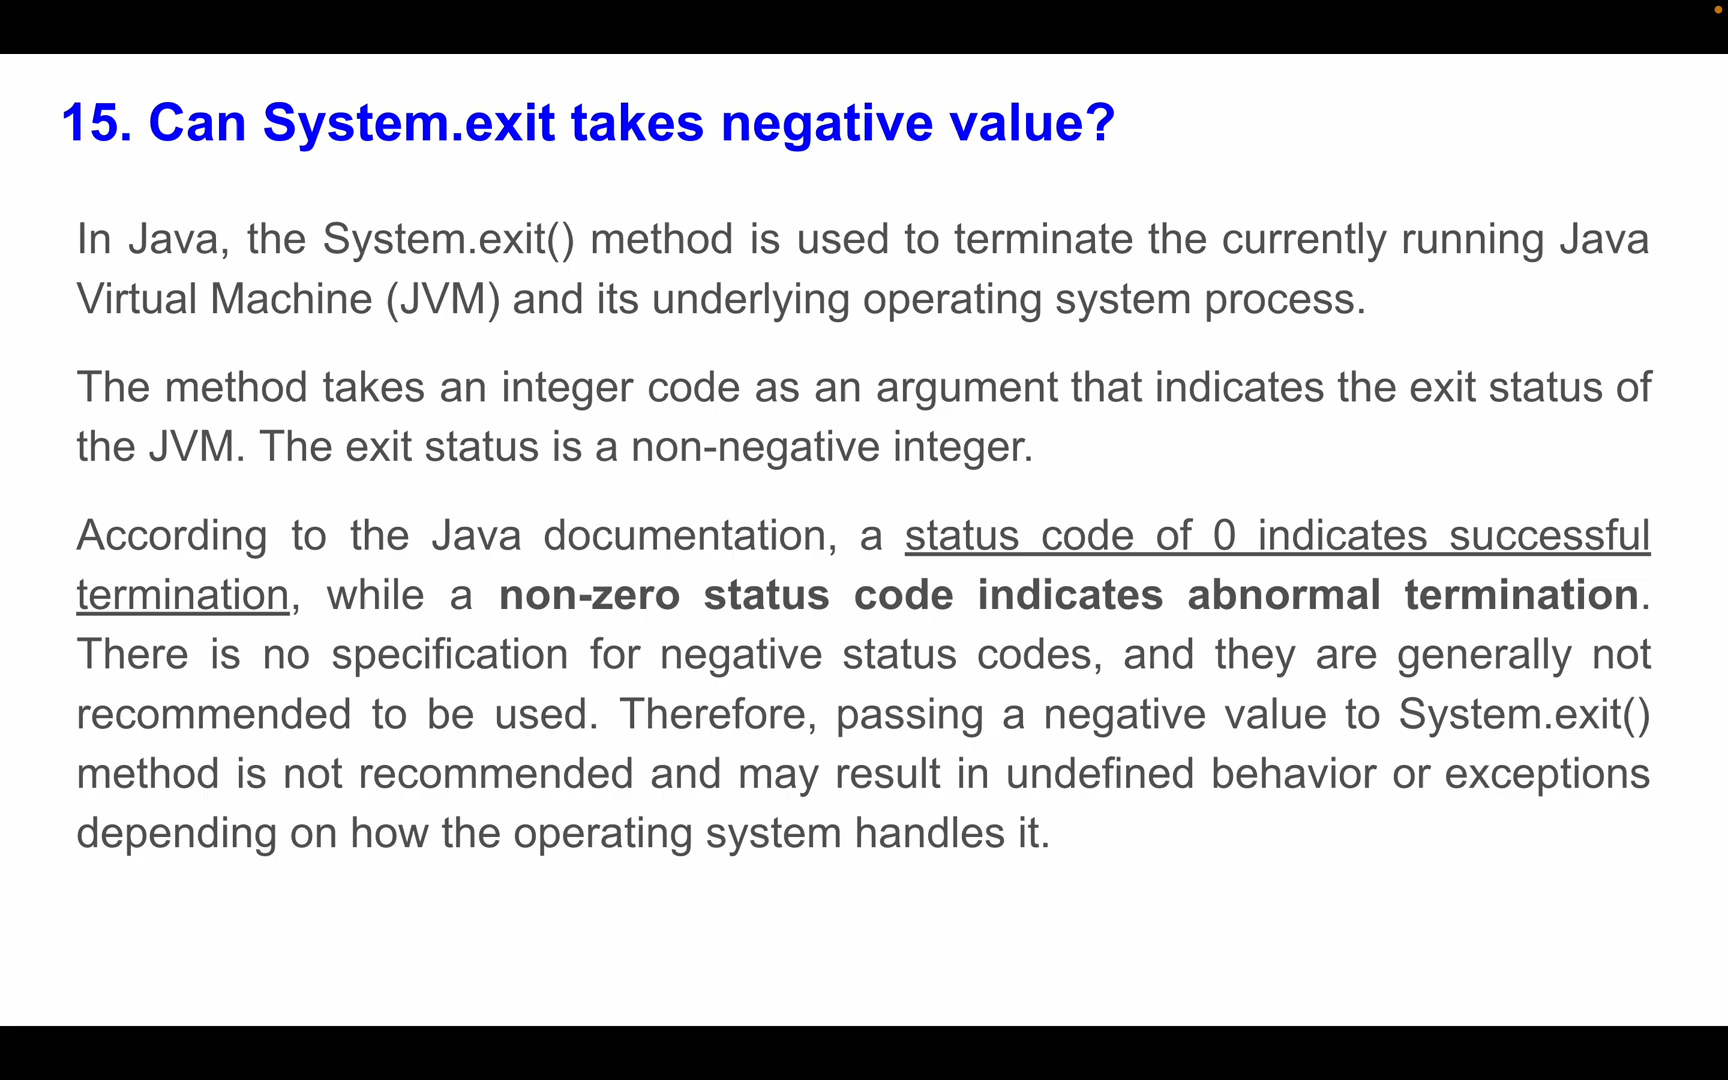 15. Can System.exit takes negative value?
In Java, the System.exit() method is used to terminate the currently running Java
Virtual Machine (JVM) and its underlying operating system process.
The method takes an integer code as an argument that indicates the exit status of
the JVM. The exit status is a non-negative integer.
According to the Java documentation, a status code of 0 indicates successful
termination, while a non-zero status code indicates abnormal termination.
There is no specification for negative status codes, and they are generally not
recommended to be used. Therefore, passing a negative value to System.exit()
method is not recommended and may result in undefined behavior or exceptions
depending on how the operating system handles it.